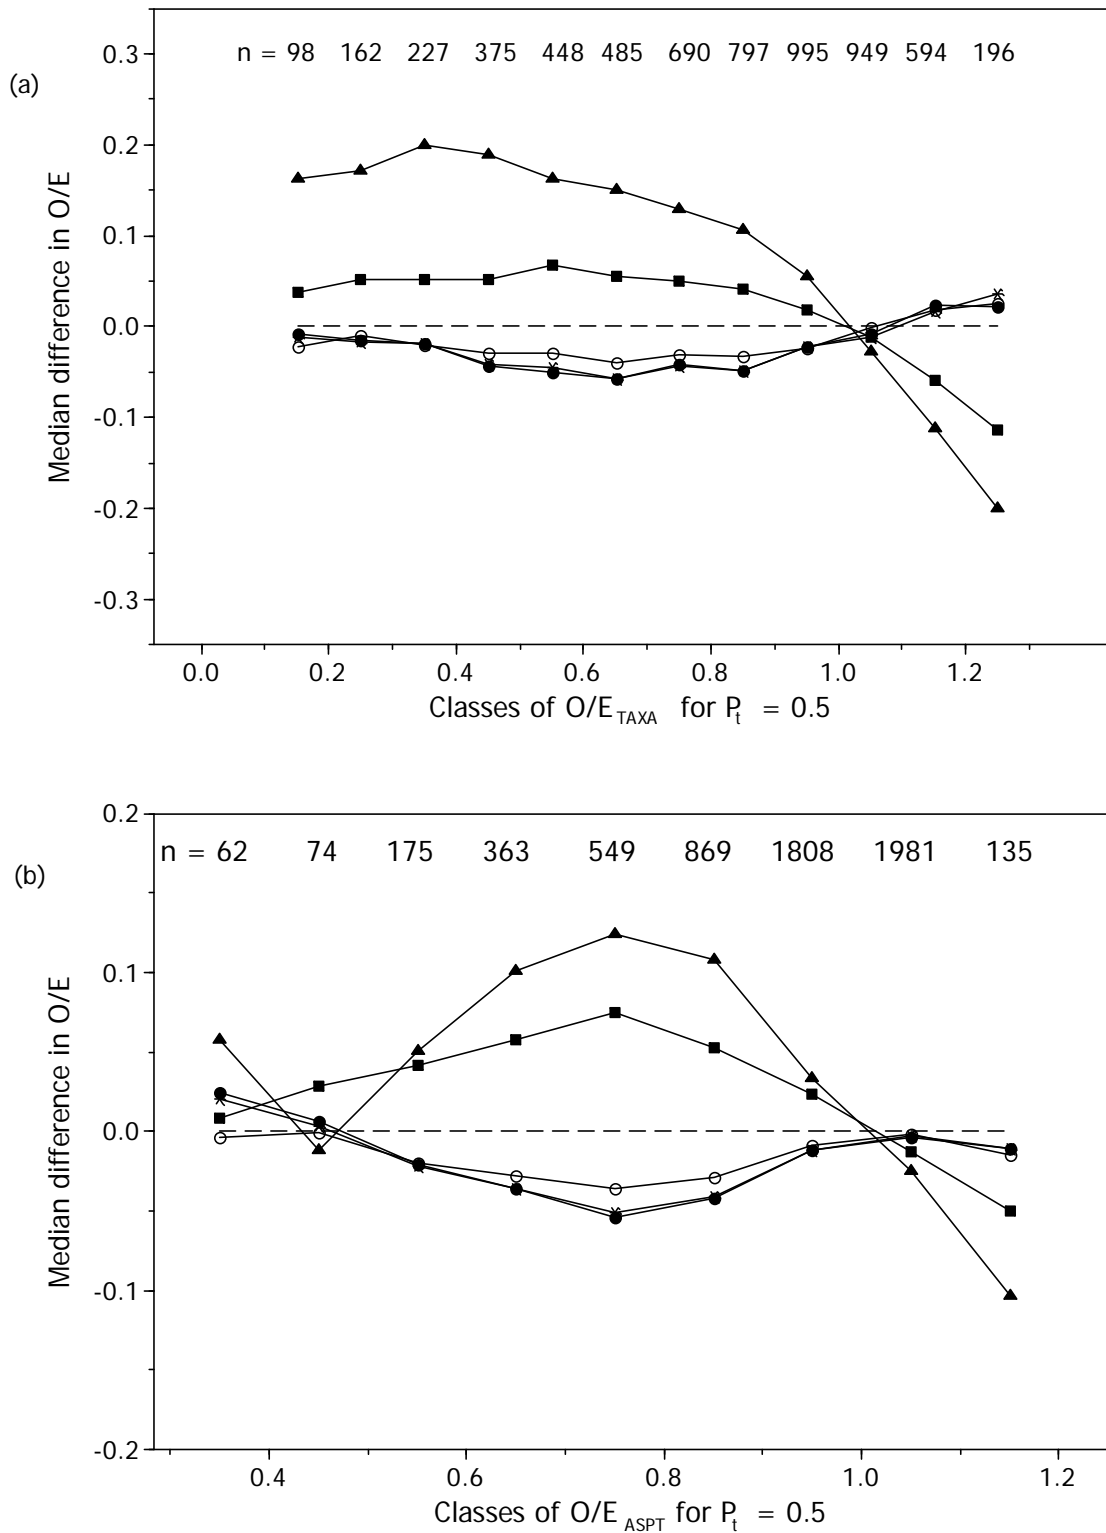 (a)
n = 98 162 227 375 448 485 690 797 995 949 594 196
0.3
0.2
0.1
0.0
-0.1
-0.2
-0.3
Median difference in O/E
0.0 0.2 0.4 0.6 0.8 1.0 1.2
Classes of O/E TAXA for Pt = 0.5
(b)
0.2
n = 62 74 175 363 549 869 1808 1981 135
0.1
0.0
-0.1
-0.2
Median difference in O/E
0.4 0.6 0.8 1.0 1.2
Classes of O/E ASPT for Pt = 0.5